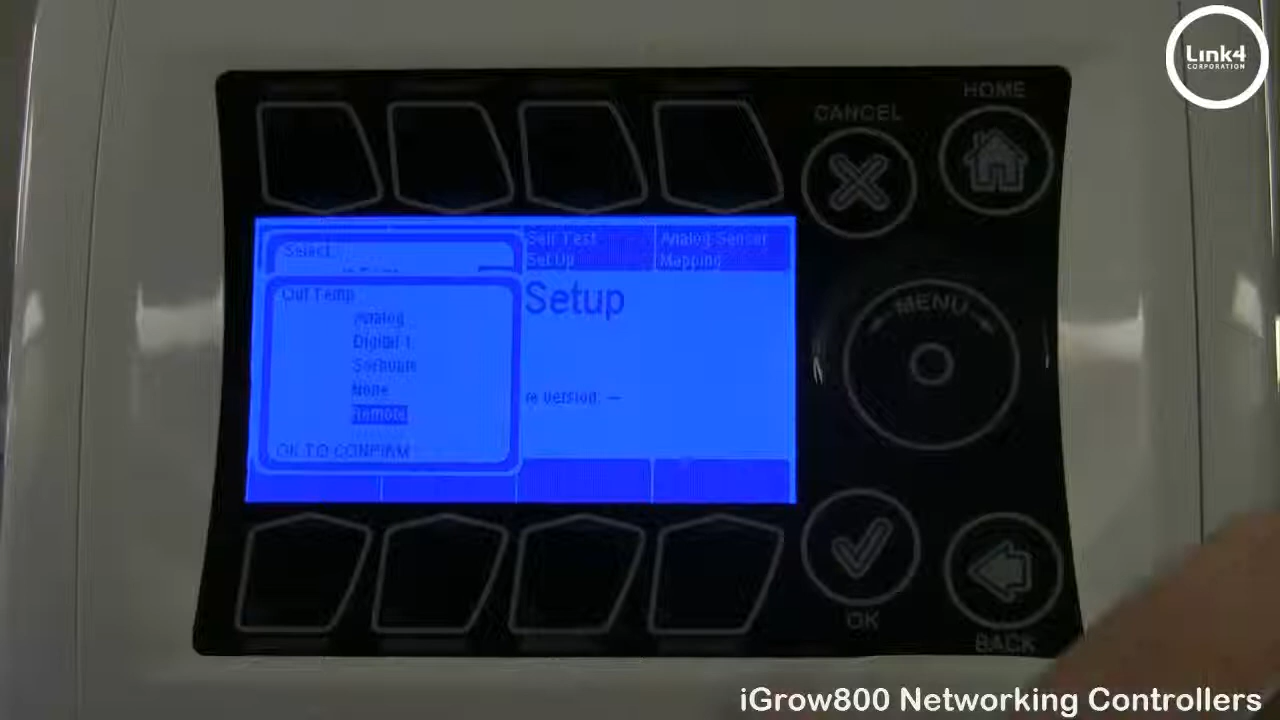 Link4
CORPORATION
HOME
CANCEL
Select
Self Test
Set Up
Analog Sensor
Mapping
Out Temp
Setup
Analog
Digital 1
Software
None
re version: --
Remote
OK TO CONFIRM
MENU
OK
BACK
iGrow800 Networking Controllers